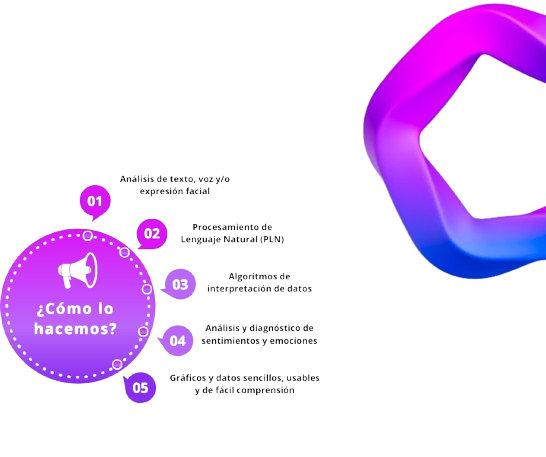 01
Análisis de texto, voz y/o
expresión facial
02
Procesamiento de
Lenguaje Natural (PLN)
03
Algoritmos de
interpretación de datos
¿Cómo lo
hacemos?
04
Análisis y diagnóstico de
sentimientos y emociones
05
Gráficos y datos sencillos, usables
y de fácil comprensión